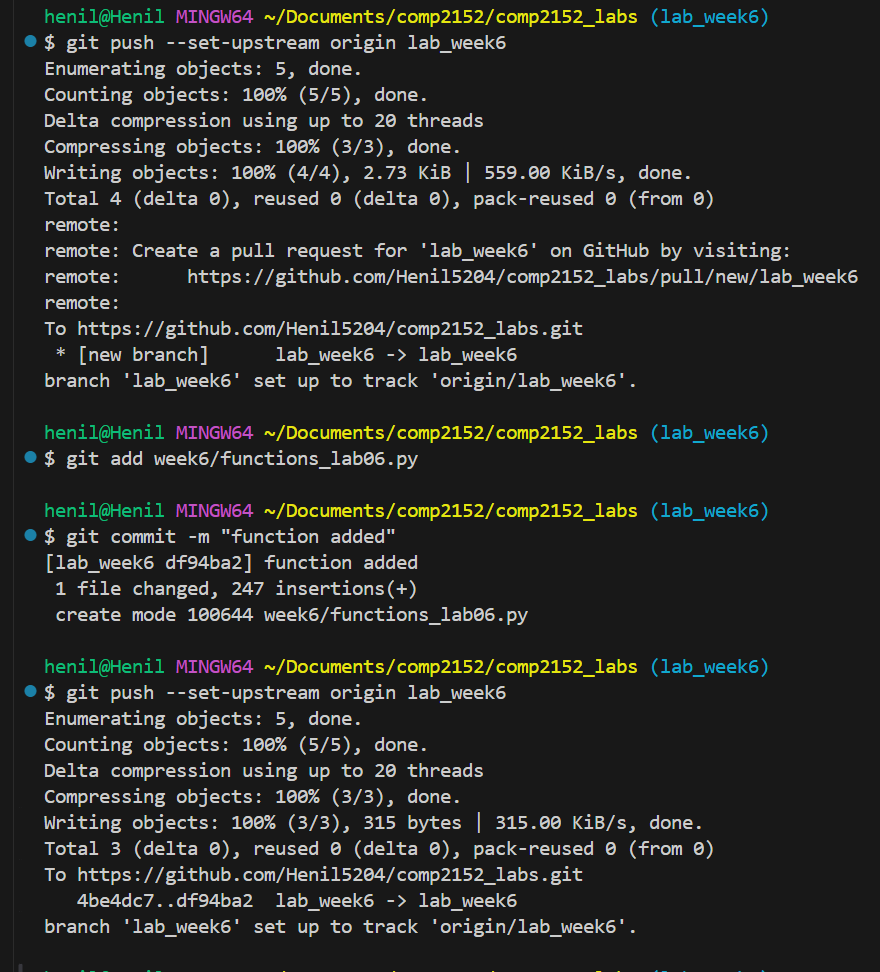 henil@Henil MINGW64 ~/Documents/comp2152/comp2152_labs (lab_week6)
$ git push --set-upstream origin lab_week6
Enumerating objects: 5, done.
Counting objects: 100% (5/5), done.
Delta compression using up to 20 threads
Compressing objects: 100% (3/3), done.
Writing objects: 100% (4/4), 2.73 KiB | 559.00 KiB/s, done.
Total 4 (delta 0), reused 0 (delta 0), pack-reused 0 (from 0)
remote:
remote: Create a pull request for 'lab_week6' on GitHub by visiting:
remote:      https://github.com/Henil5204/comp2152_labs/pull/new/lab_week6
remote:
To https://github.com/Henil5204/comp2152_labs.git
 * [new branch]      lab_week6 -> lab_week6
branch 'lab_week6' set up to track 'origin/lab_week6'.
henil@Henil MINGW64 ~/Documents/comp2152/comp2152_labs (lab_week6)
$ git add week6/functions_lab06.py
henil@Henil MINGW64 ~/Documents/comp2152/comp2152_labs (lab_week6)
$ git commit -m "function added"
[lab_week6 df94ba2] function added
 1 file changed, 247 insertions(+)
 create mode 100644 week6/functions_lab06.py
henil@Henil MINGW64 ~/Documents/comp2152/comp2152_labs (lab_week6)
$ git push --set-upstream origin lab_week6
Enumerating objects: 5, done.
Counting objects: 100% (5/5), done.
Delta compression using up to 20 threads
Compressing objects: 100% (3/3), done.
Writing objects: 100% (3/3), 315 bytes | 315.00 KiB/s, done.
Total 3 (delta 0), reused 0 (delta 0), pack-reused 0 (from 0)
To https://github.com/Henil5204/comp2152_labs.git
   4be4dc7..df94ba2  lab_week6 -> lab_week6
branch 'lab_week6' set up to track 'origin/lab_week6'.